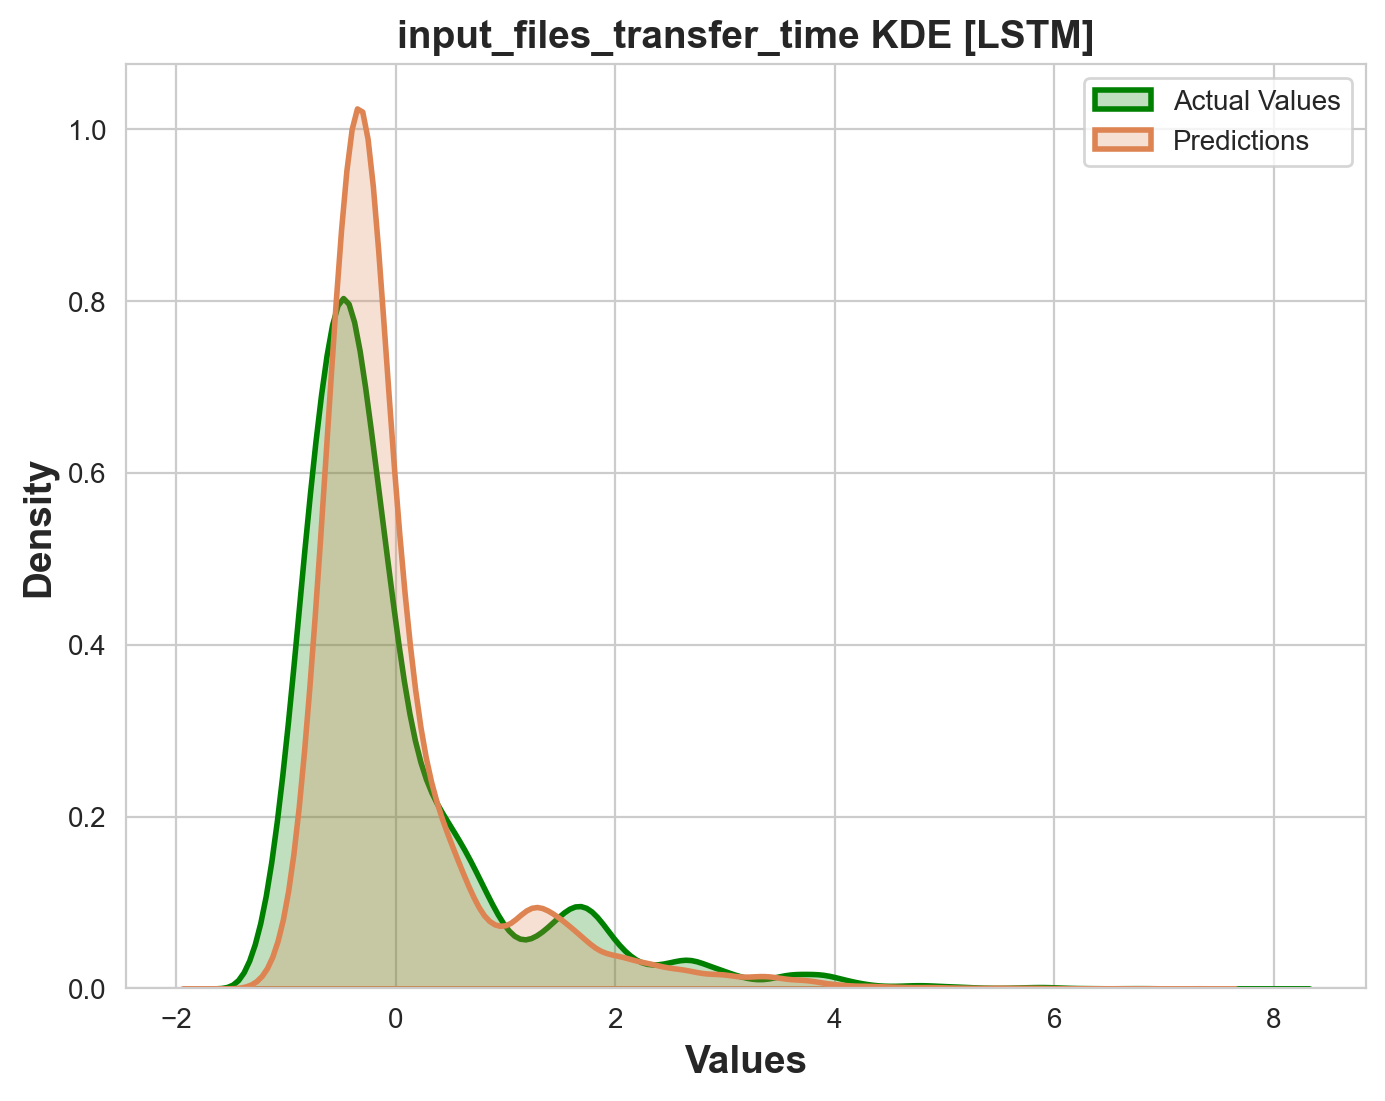 input_files_transfer_time KDE [LSTM]
Actual Values
Predictions
Density
1.0
0.8
0.6
0.4
0.2
0.0
−2 0 2 4 6 8
Values